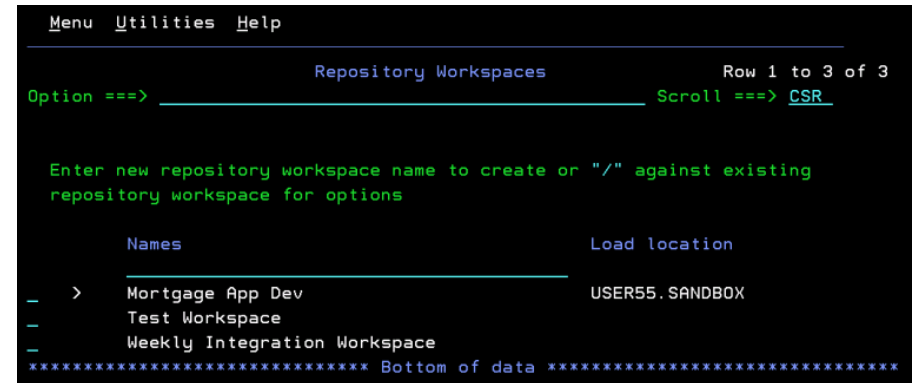 Menu Utilities Help
Repository Workspaces Row 1 to 3 of 3
Option ===> Scroll ===> CSR
Enter new repository workspace name to create or "/" against existing
repository workspace for options
Names Load location
> Mortgage App Dev USER55.SANDBOX
Test Workspace
Weekly Integration Workspace
******************************* Bottom of data ********************************